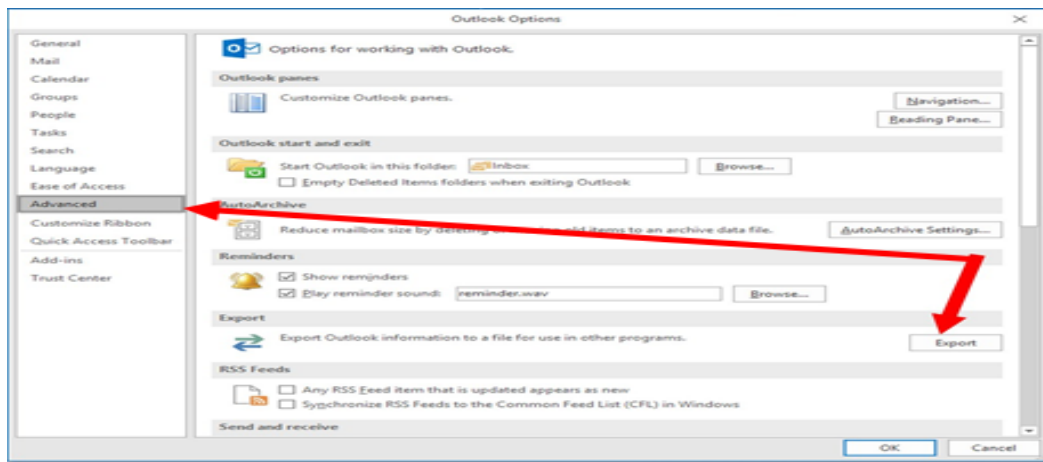 Outlook Options
General
Mail
Calendar
Groups
People
Tasks
Search
Language
Ease of Access
Advanced
Customize Ribbon
Quick Access Toolbar
Add-ins
Trust Center
Options for working with Outlook.
Outlook panes
Customize Outlook panes.
Navigation...
Reading Pane...
Outlook start and exit
Start Outlook in this folder: Inbox Browse...
Empty Deleted Items folders when exiting Outlook
AutoArchive
Reduce mailbox size by deleting old items to an archive data file. AutoArchive Settings...
Reminders
Show reminders
Play reminder sound: reminder.wav Browse...
Export
Export Outlook information to a file for use in other programs.
Export
RSS Feeds
Any RSS Feed item that is updated appears as new
Synchronize RSS Feeds to the Common Feed List (CFL) in Windows
Send and receive
OK Cancel